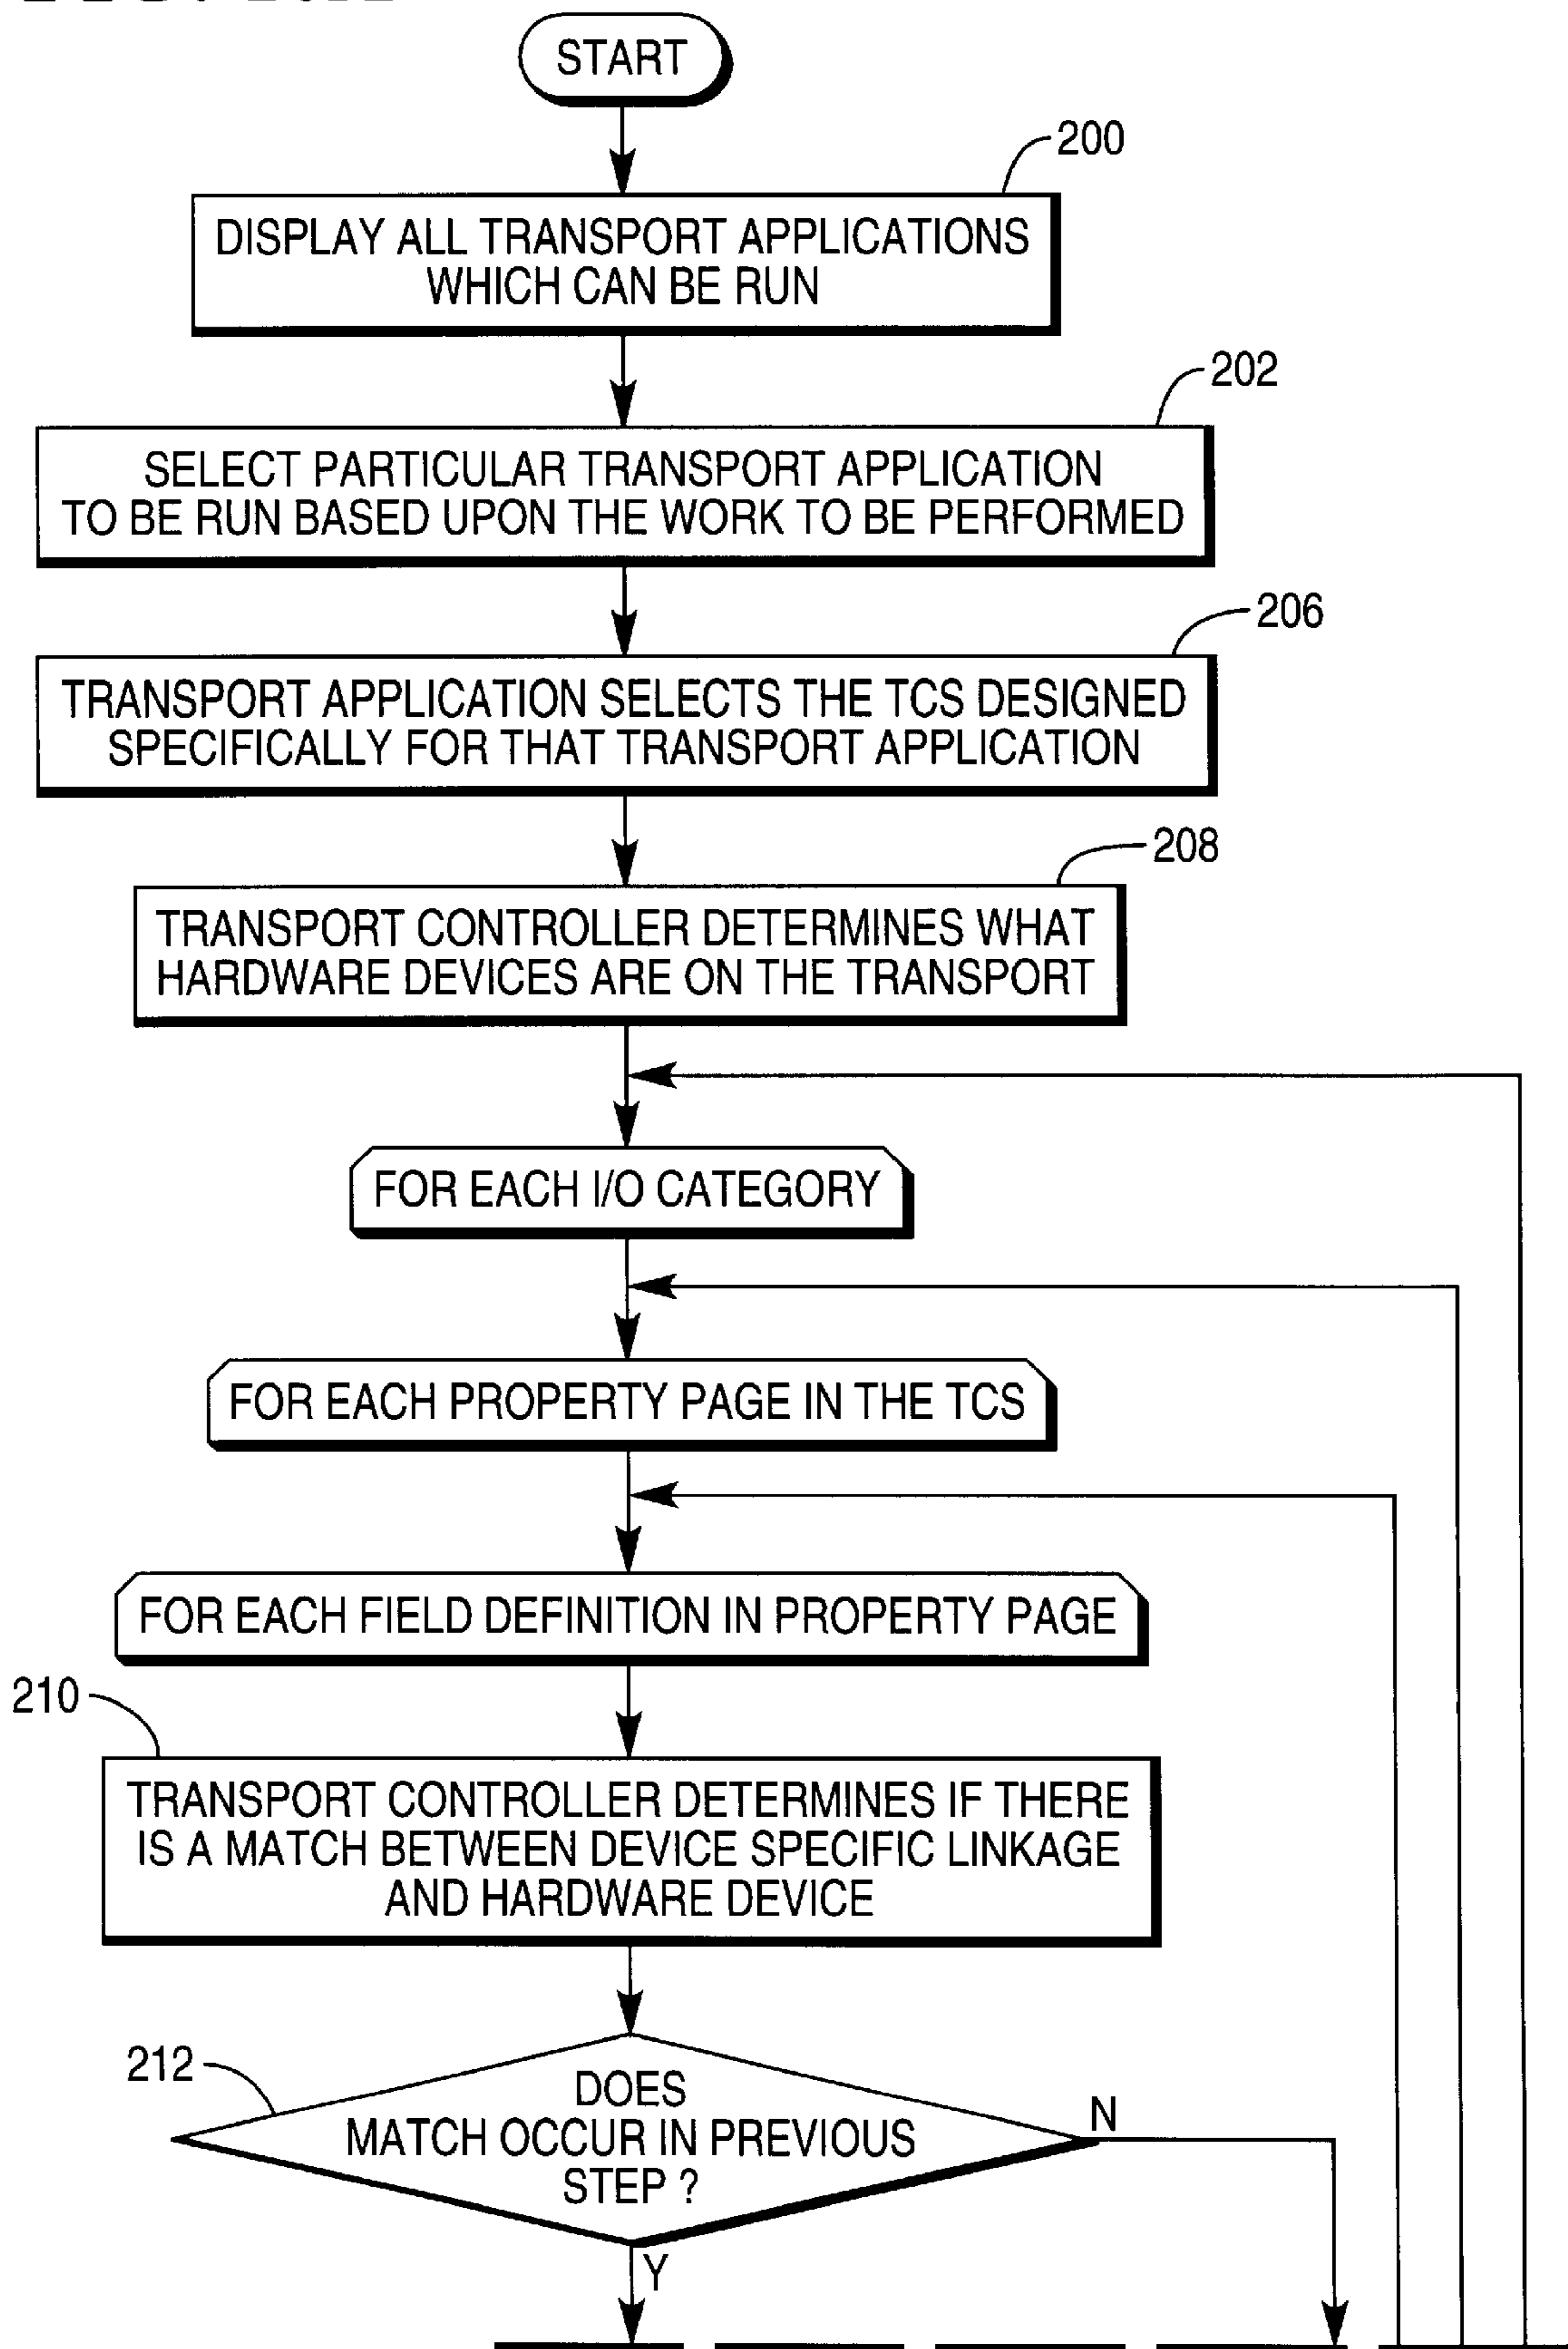 START
200
DISPLAY ALL TRANSPORT APPLICATIONS
WHICH CAN BE RUN
202
SELECT PARTICULAR TRANSPORT APPLICATION
TO BE RUN BASED UPON THE WORK TO BE PERFORMED
206
TRANSPORT APPLICATION SELECTS THE TCS DESIGNED
SPECIFICALLY FOR THAT TRANSPORT APPLICATION
208
TRANSPORT CONTROLLER DETERMINES WHAT
HARDWARE DEVICES ARE ON THE TRANSPORT
FOR EACH I/O CATEGORY
FOR EACH PROPERTY PAGE IN THE TCS
FOR EACH FIELD DEFINITION IN PROPERTY PAGE
210
TRANSPORT CONTROLLER DETERMINES IF THERE
IS A MATCH BETWEEN DEVICE SPECIFIC LINKAGE
AND HARDWARE DEVICE
212
DOES
MATCH OCCUR IN PREVIOUS
STEP ?
N
Y